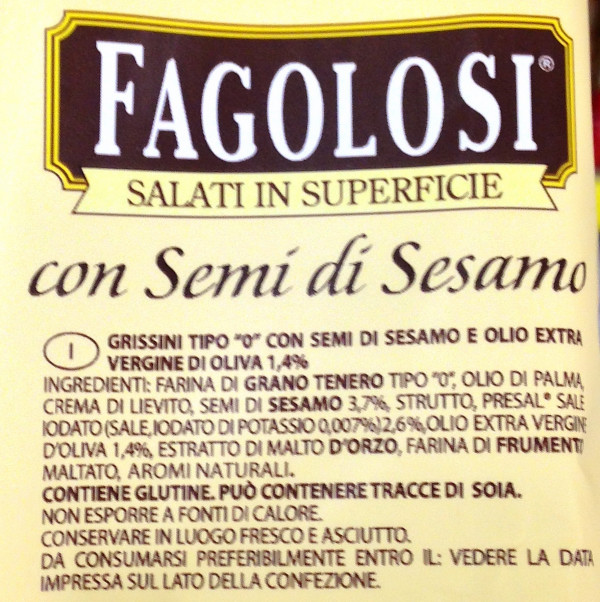 FAGOLOSI®
SALATI IN SUPERFICIE
con Semi di Sesamo
I
GRISSINI TIPO "0" CON SEMI DI SESAMO E OLIO EXTRA
VERGINE DI OLIVA 1,4%
INGREDIENTI: FARINA DI GRANO TENERO TIPO "0", OLIO DI PALMA,
CREMA DI LIEVITO, SEMI DI SESAMO 3,7%, STRUTTO, PRESAL® SALE
IODATO (SALE, IODATO DI POTASSIO 0,007%) 2,6%, OLIO EXTRA VERGINE
D'OLIVA 1,4%, ESTRATTO DI MALTO D'ORZO, FARINA DI FRUMENT
MALTATO, AROMI NATURALI.
CONTIENE GLUTINE. PUÒ CONTENERE TRACCE DI SOIA.
NON ESPORRE A FONTI DI CALORE.
CONSERVARE IN LUOGO FRESCO E ASCIUTTO.
DA CONSUMARSI PREFERIBILMENTE ENTRO IL: VEDERE LA DATA
IMPRESSA SUL LATO DELLA CONFEZIONE.